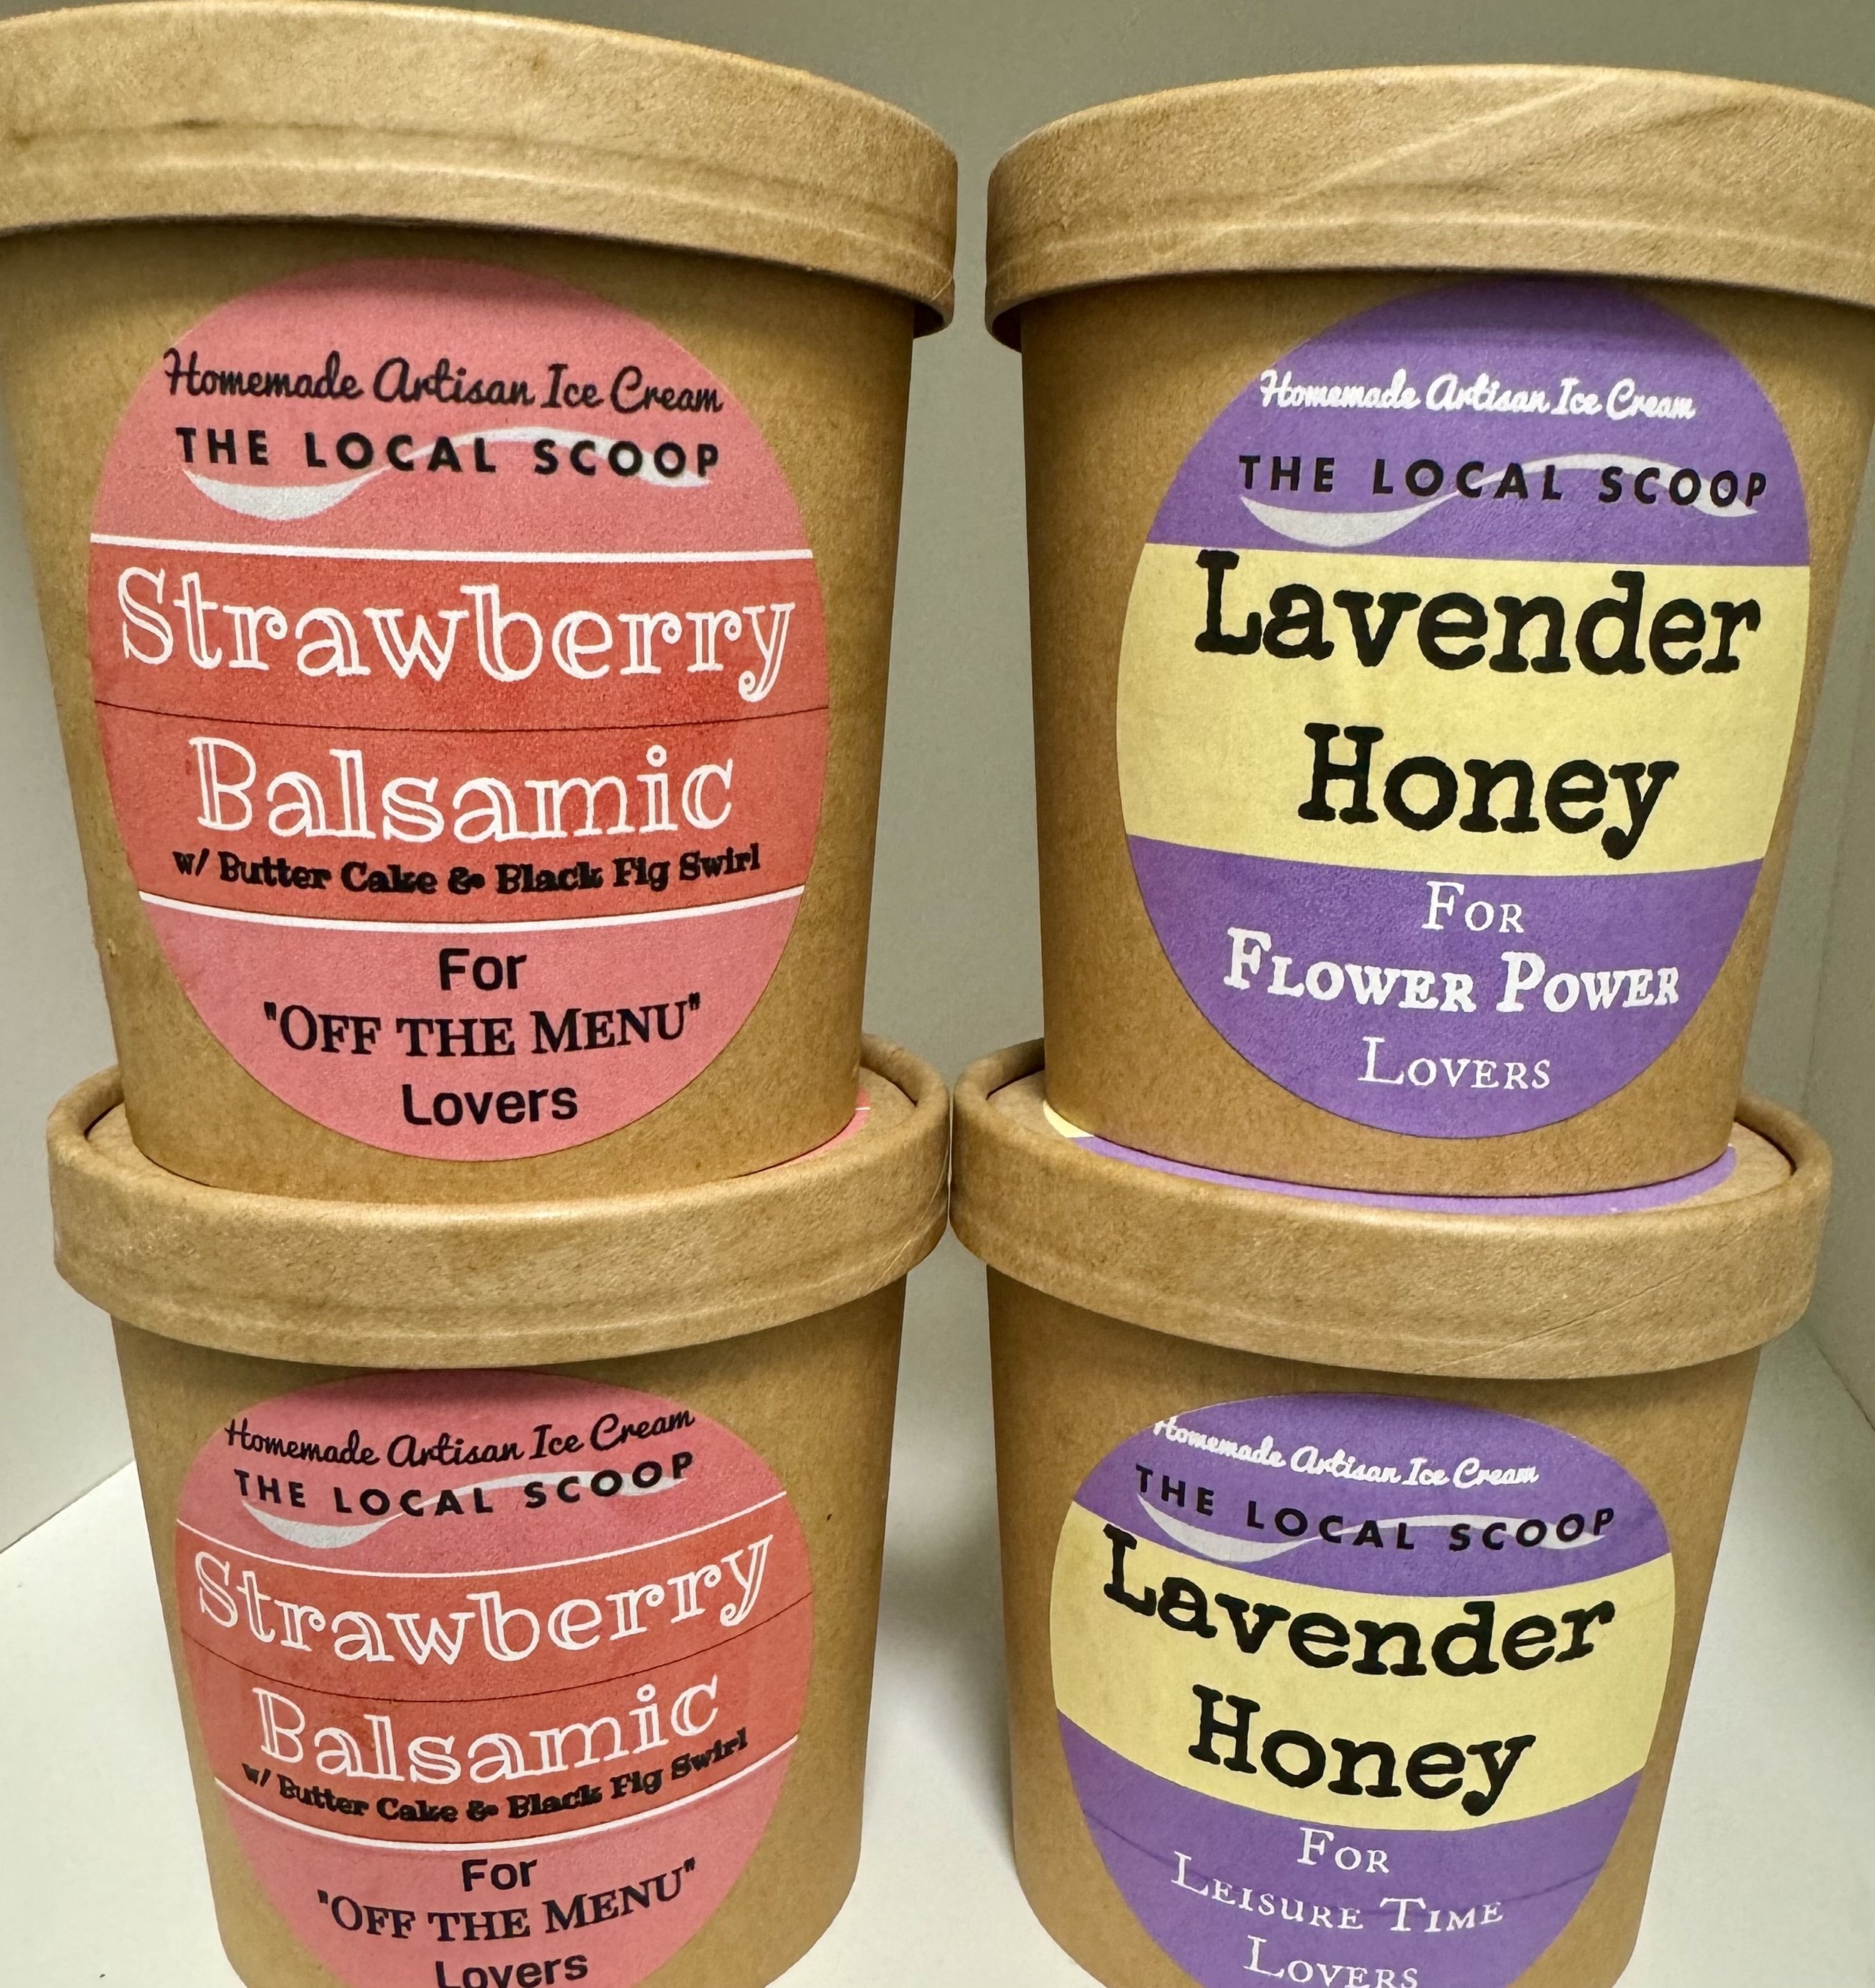 Homemade Artisan Ice Cream
THE LOCAL SCOOP
Strawberry
Balsamic
w/ Butter Cake & Black Fig Swirl
For
"OFF THE MENU"
Lovers
Homemade Artisan Ice Cream
THE LOCAL SCOOP
Lavender
Honey
FOR
FLOWER POWER
LOVERS
Homemade Artisan Ice Cream
THE LOCAL SCOOP
Strawberry
Balsamic
w/ Butter Cake & Black Fig Swirl
For
"OFF THE MENU"
Lovers
Homemade Artisan Ice Cream
THE LOCAL SCOOP
Lavender
Honey
FOR
LEISURE TIME
LOVERS